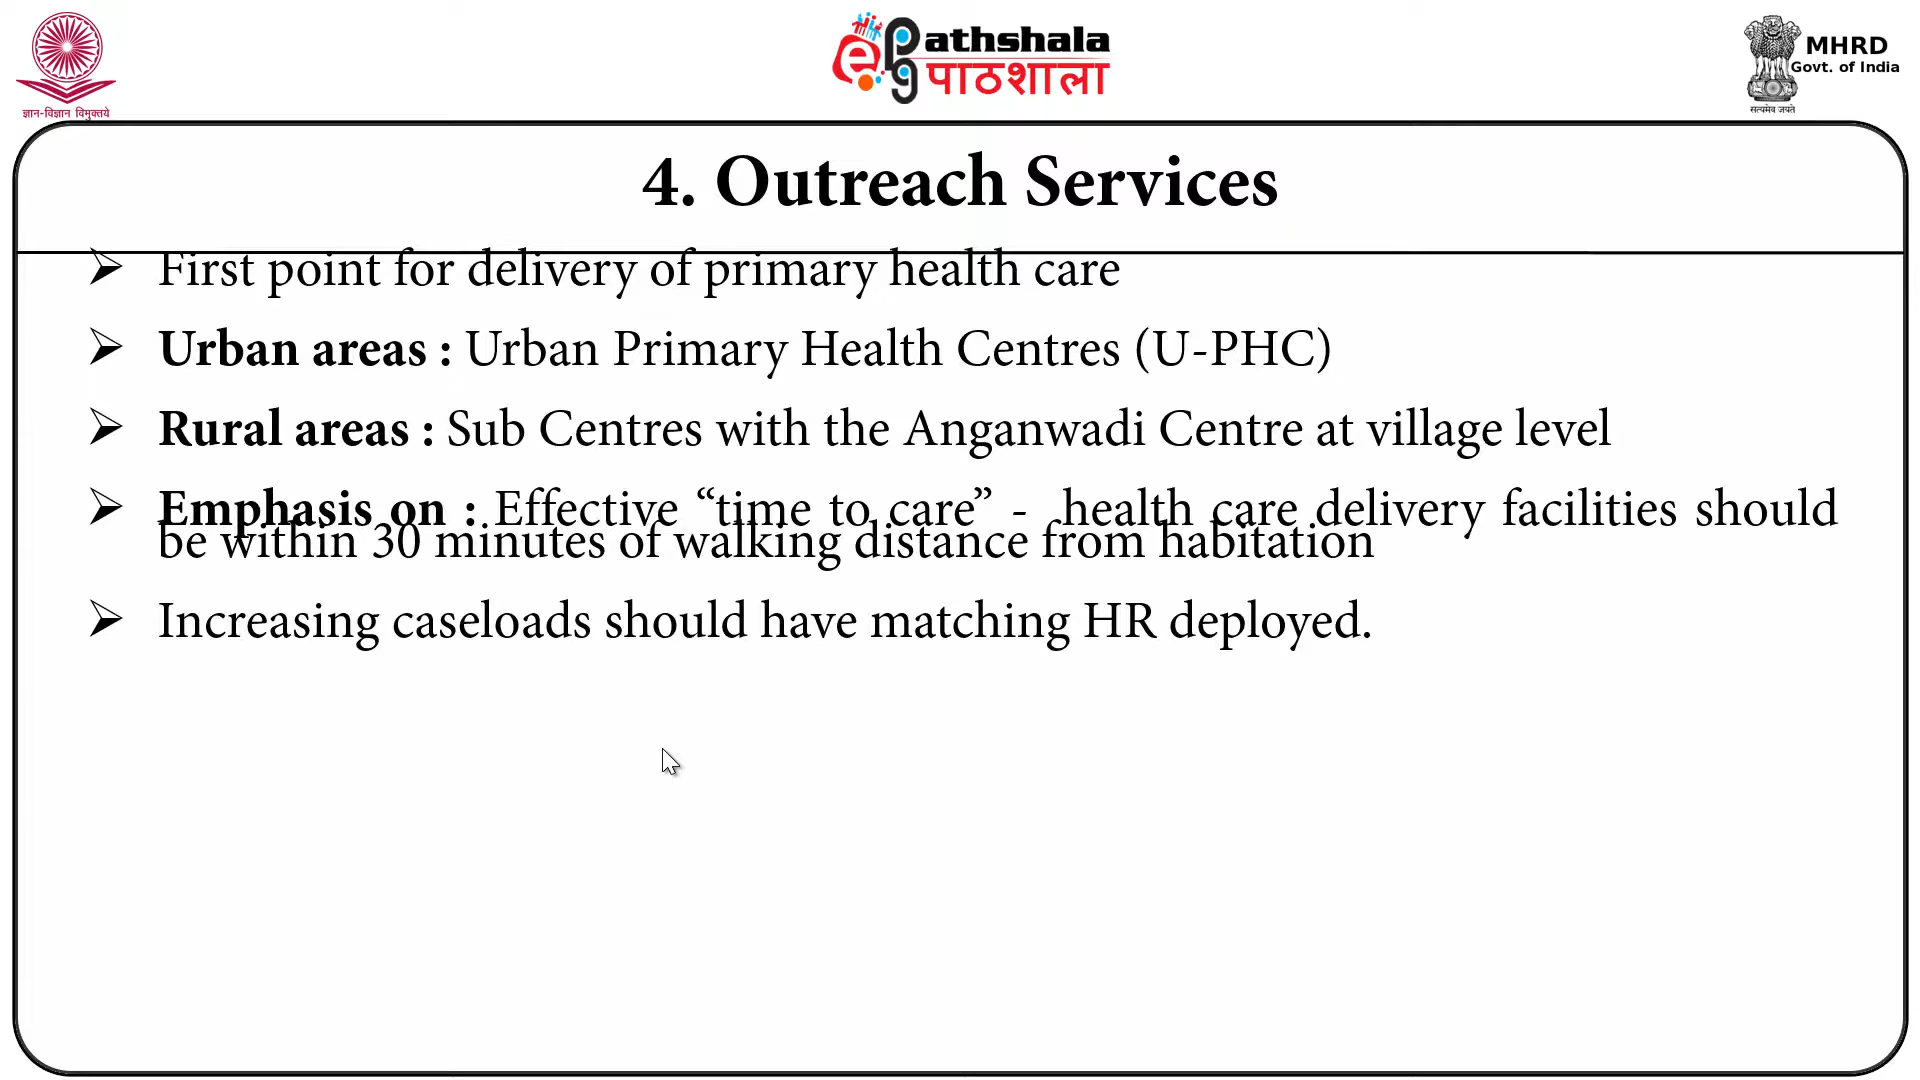 ज्ञान-विज्ञान विमुक्तये
ePG Pathshala
पाठशाला
MHRD
Govt. of India
सत्यमेव जयते
4. Outreach Services
➢ First point for delivery of primary health care
➢ Urban areas : Urban Primary Health Centres (U-PHC)
➢ Rural areas : Sub Centres with the Anganwadi Centre at village level
➢ Emphasis on : Effective “time to care” - health care delivery facilities should
be within 30 minutes of walking distance from habitation
➢ Increasing caseloads should have matching HR deployed.